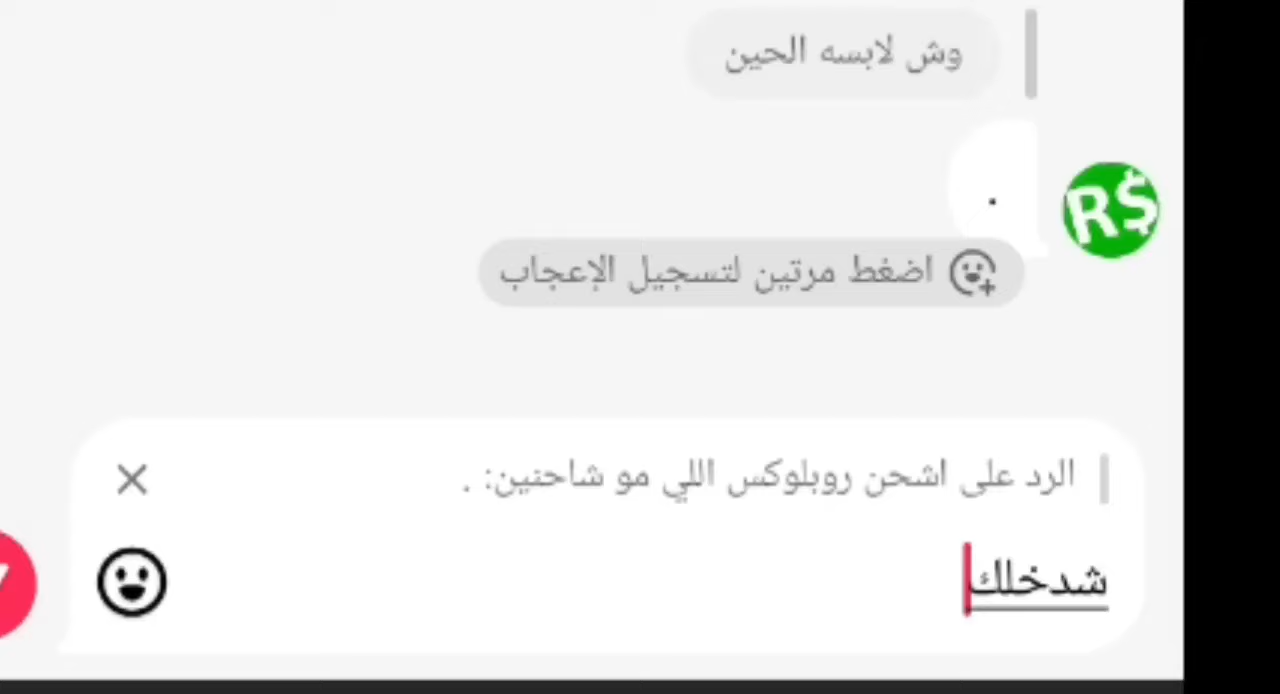 وش لابسه الحين
.
R$
اضغط مرتين لتسجيل الإعجاب
الرد على اشحن روبلوكس اللي مو شاحنين: .
شدخلك